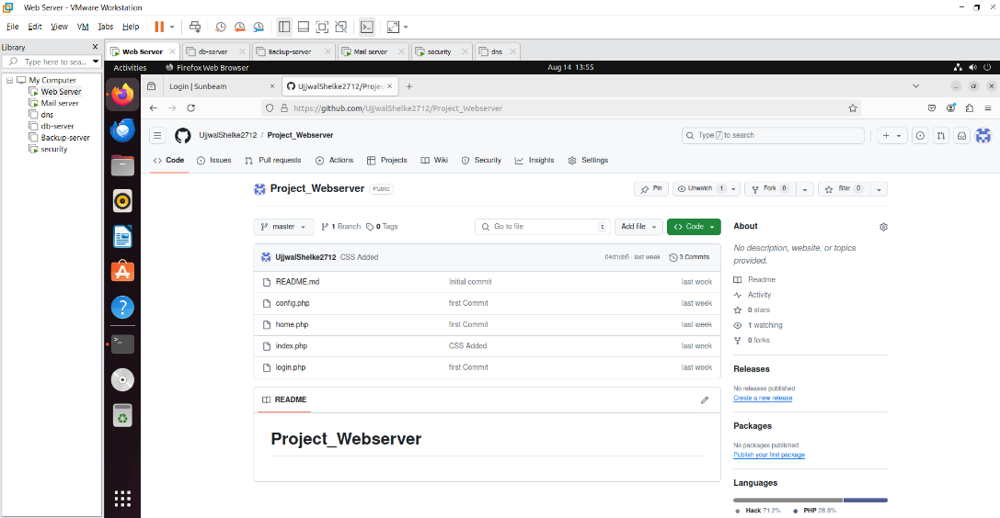 Web Server - VMware Workstation
File Edit View VM Tabs Help
Library
Type here to sea...
My Computer
Web Server
Mail server
dns
db-server
Backup-server
security
Web Server db-server Backup-server Mail server security dns
Activities Firefox Web Browser Aug 14 13:55
Login | Sunbeam UjjwalShelke2712/Projec
https://github.com/UjjwalShelke2712/Project_Webserver
UjjwalShelke2712 / Project_Webserver Type / to search
Code Issues Pull requests Actions Projects Wiki Security Insights Settings
Project_Webserver Public Pin Unwatch 1 Fork 0 Star 0
master 1 Branch 0 Tags Go to file t Add file Code
UjjwalShelke2712 CSS Added 04d1cb5 · last week 3 Commits
README.md Initial commit last week
config.php first Commit last week
home.php first Commit last week
index.php CSS Added last week
login.php first Commit last week
README
Project_Webserver
About
No description, website, or topics
provided.
Readme
Activity
0 stars
1 watching
0 forks
Releases
No releases published
Create a new release
Packages
No packages published
Publish your first package
Languages
Hack 71.2% PHP 28.8%